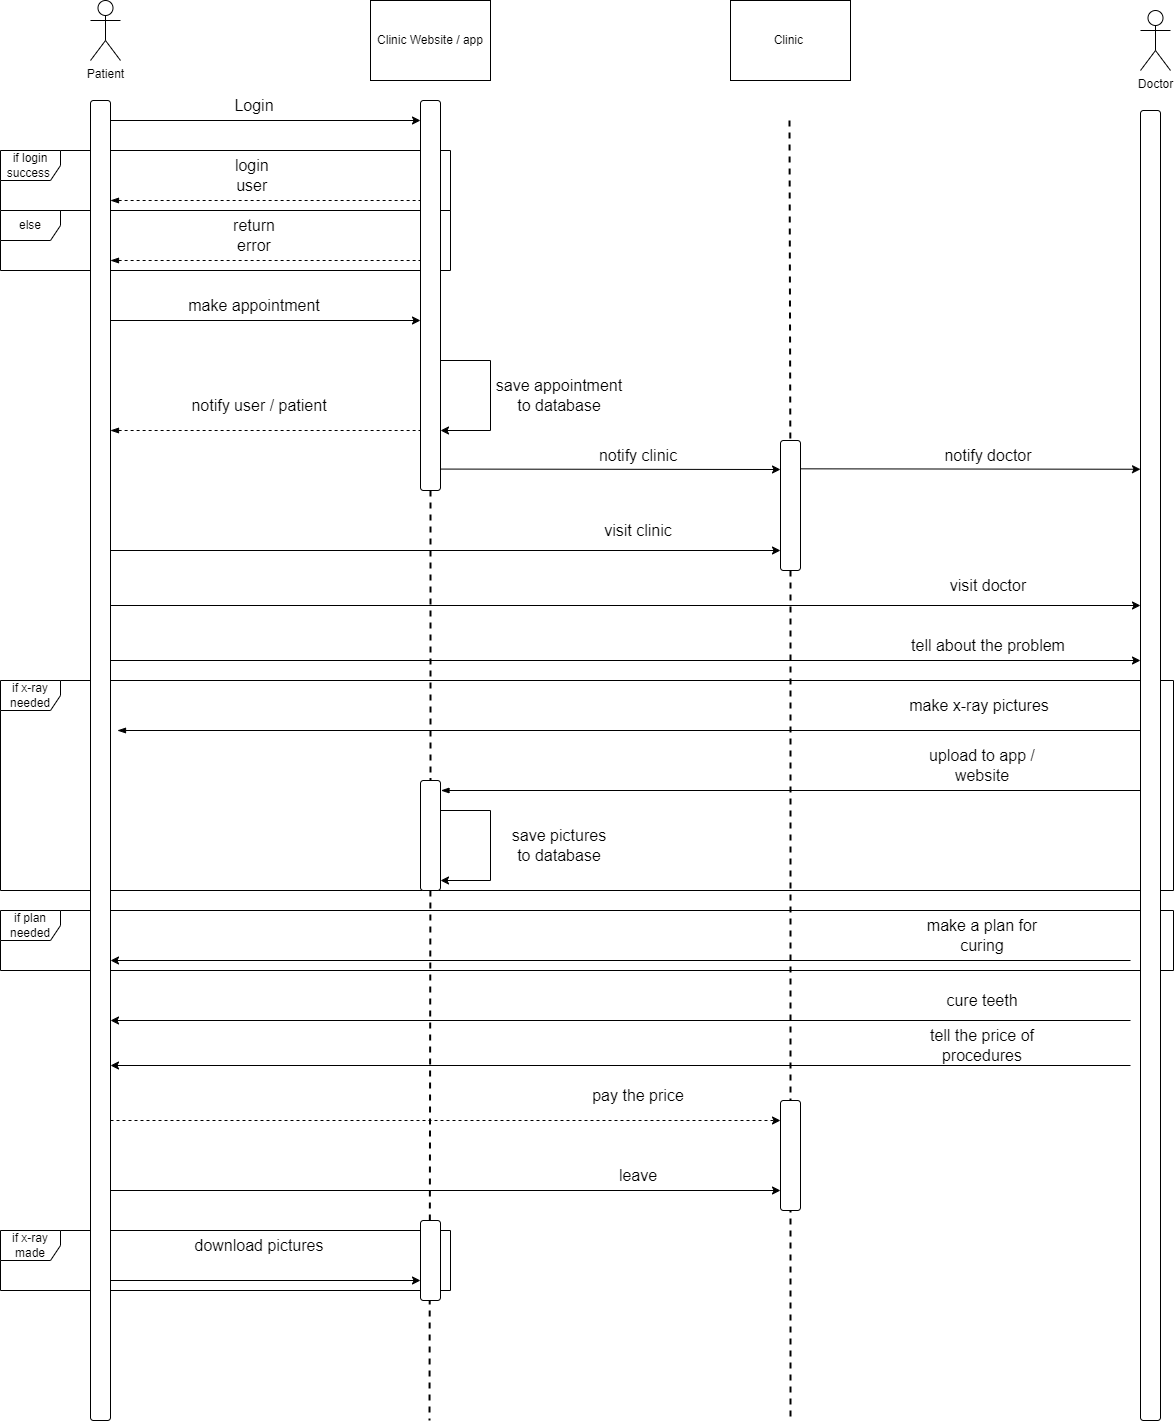 Patient
Clinic Website / app
Clinic
Doctor
Login
if login
success
login
user
else
return
error
make appointment
save appointment
to database
notify user / patient
notify clinic
notify doctor
visit clinic
visit doctor
tell about the problem
if x-ray
needed
make x-ray pictures
upload to app /
website
save pictures
to database
if plan
needed
make a plan for
curing
cure teeth
tell the price of
procedures
pay the price
leave
if x-ray
made
download pictures